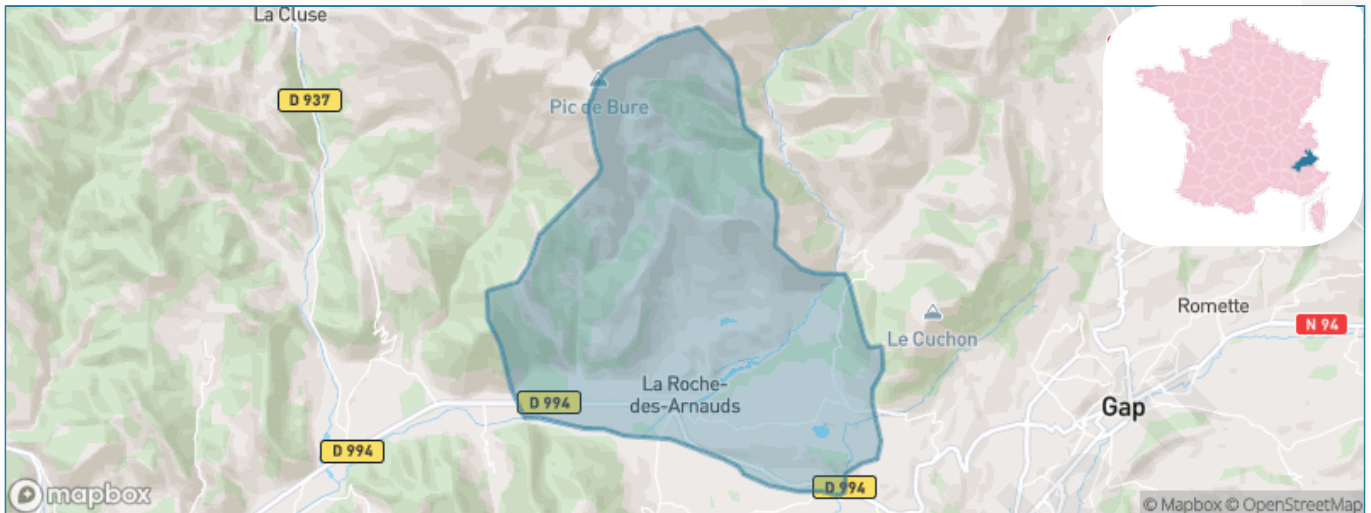 La Cluse
D 937
Pic de Bure
Le Cuchon
Romette
N 94
La Roche-
des-Arnauds
D 994
Gap
D 994
D 994
mapbox
© Mapbox © OpenStreetMap